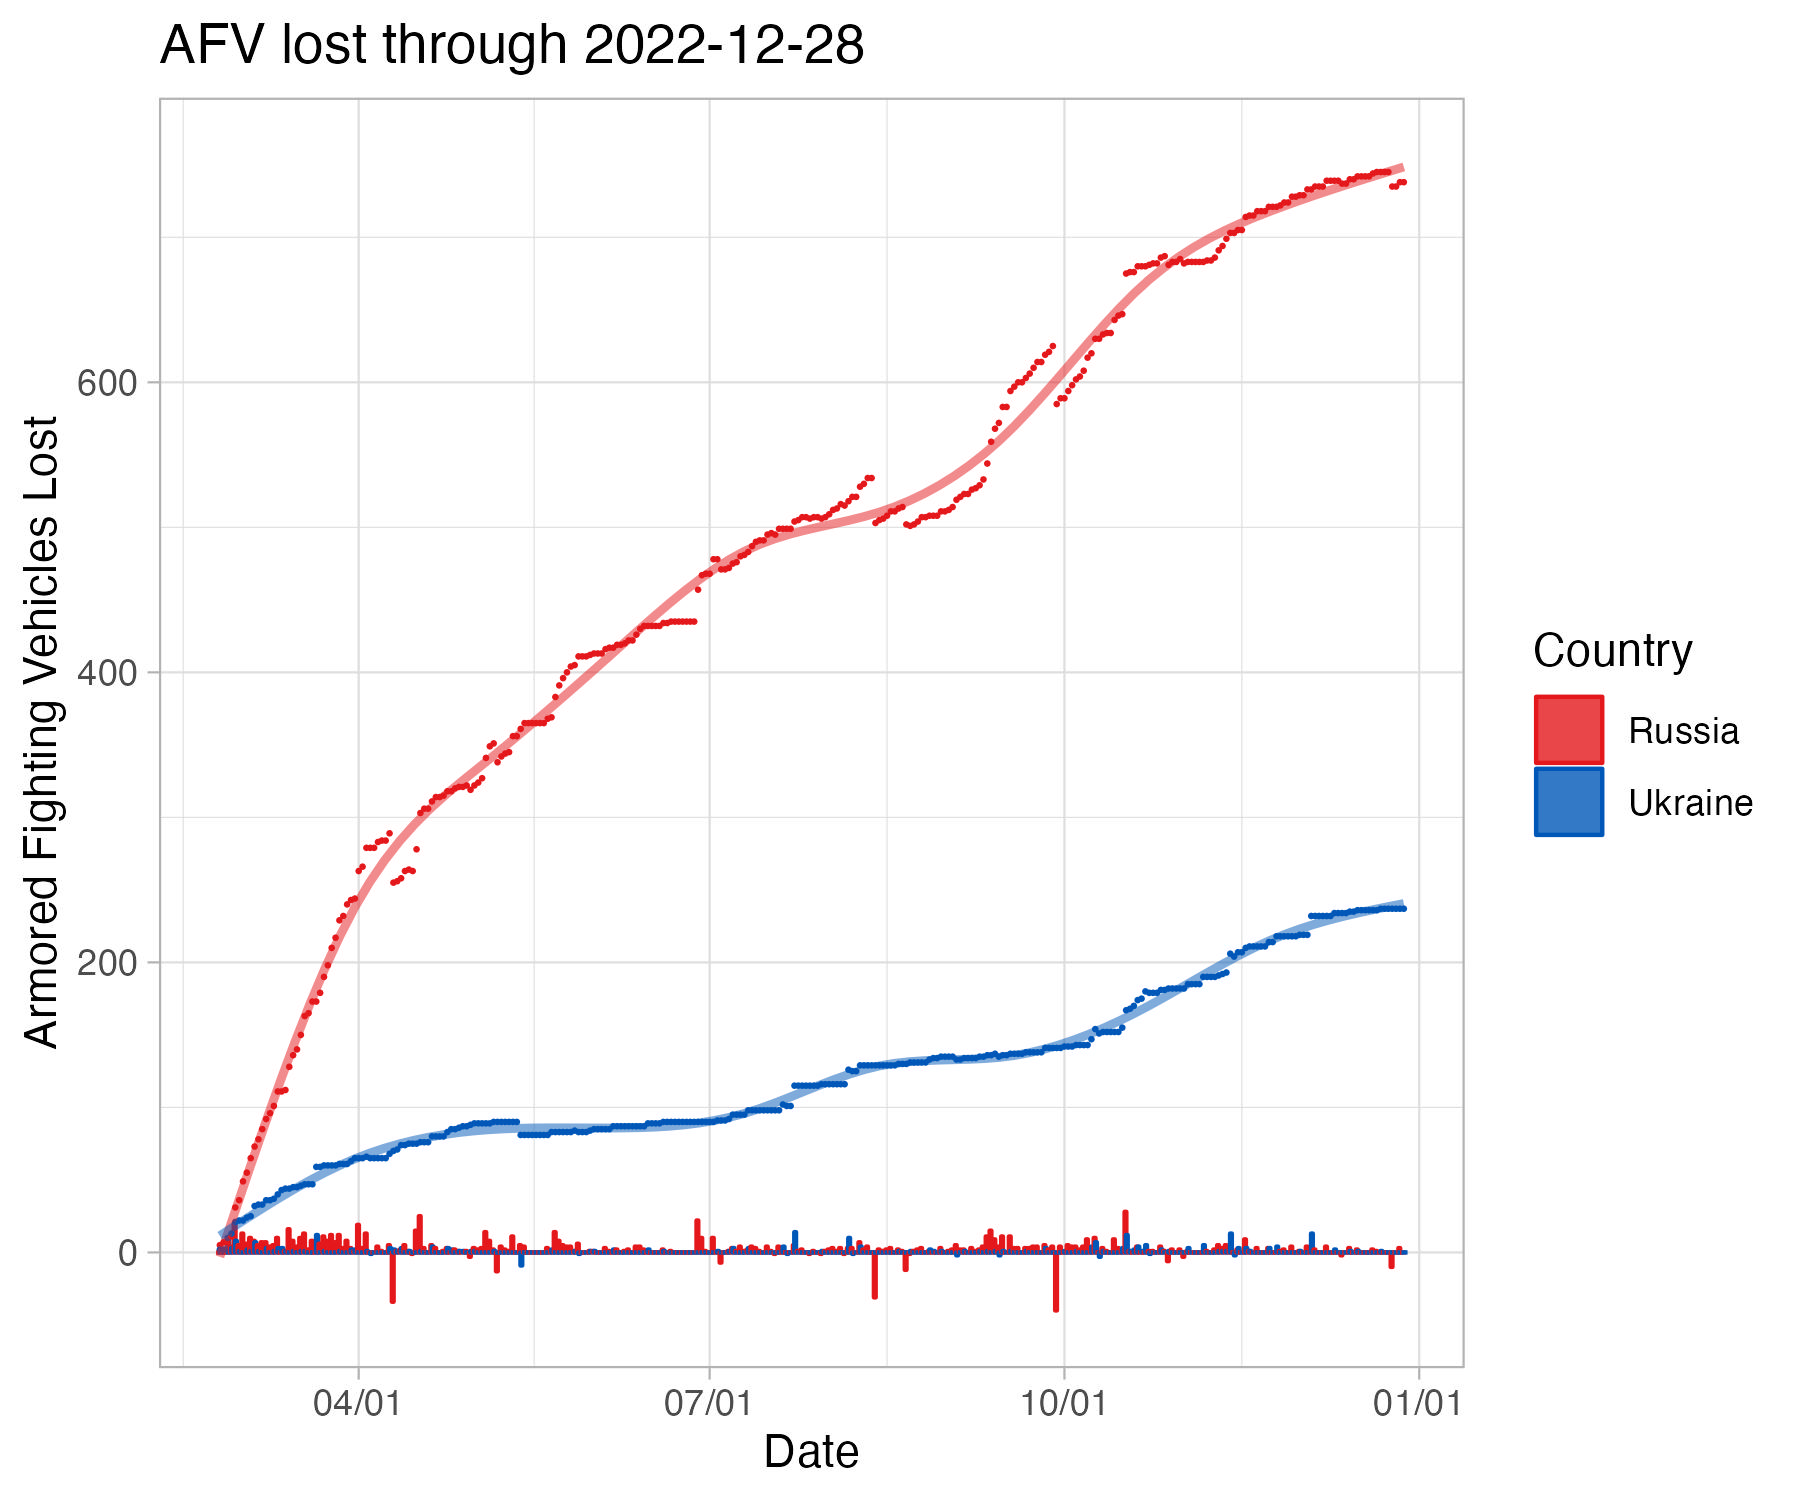 AFV lost through 2022-12-28
Armored Fighting Vehicles Lost
600
400
200
0
04/01
07/01
10/01
01/01
Date
Country
Russia
Ukraine